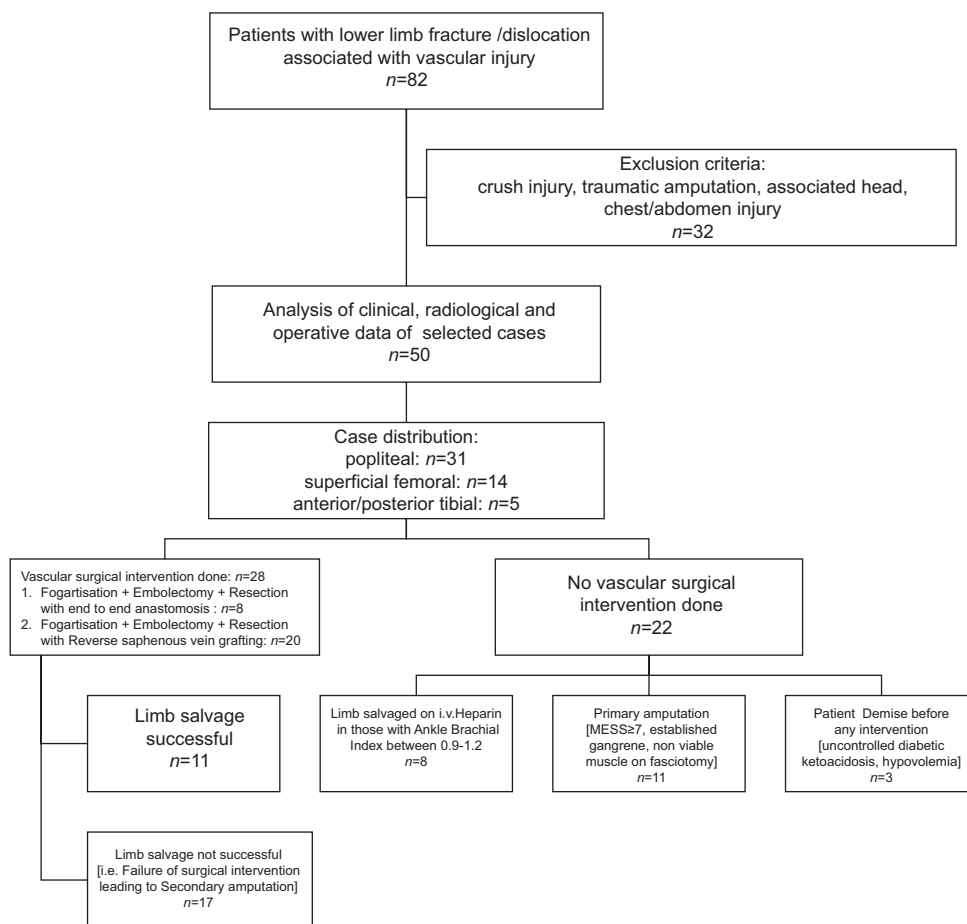 Patients with lower limb fracture /dislocation
associated with vascular injury
n=82
Exclusion criteria:
crush injury, traumatic amputation, associated head,
chest/abdomen injury
n=32
Analysis of clinical, radiological and
operative data of selected cases
n=50
Case distribution:
popliteal: n=31
superficial femoral: n=14
anterior/posterior tibial: n=5
Vascular surgical intervention done: n=28
1. Fogartisation + Embolectomy + Resection
with end to end anastomosis : n=8
2. Fogartisation + Embolectomy + Resection
with Reverse saphenous vein grafting: n=20
No vascular surgical
intervention done
n=22
Limb salvage
successful
n=11
Limb salvaged on i.v.Heparin
in those with Ankle Brachial
Index between 0.9-1.2
n=8
Primary amputation
[MESS≥7, established
gangrene, non viable
muscle on fasciotomy]
n=11
Patient Demise before
any intervention
[uncontrolled diabetic
ketoacidosis, hypovolemia]
n=3
Limb salvage not successful
[i.e. Failure of surgical intervention
leading to Secondary amputation]
n=17